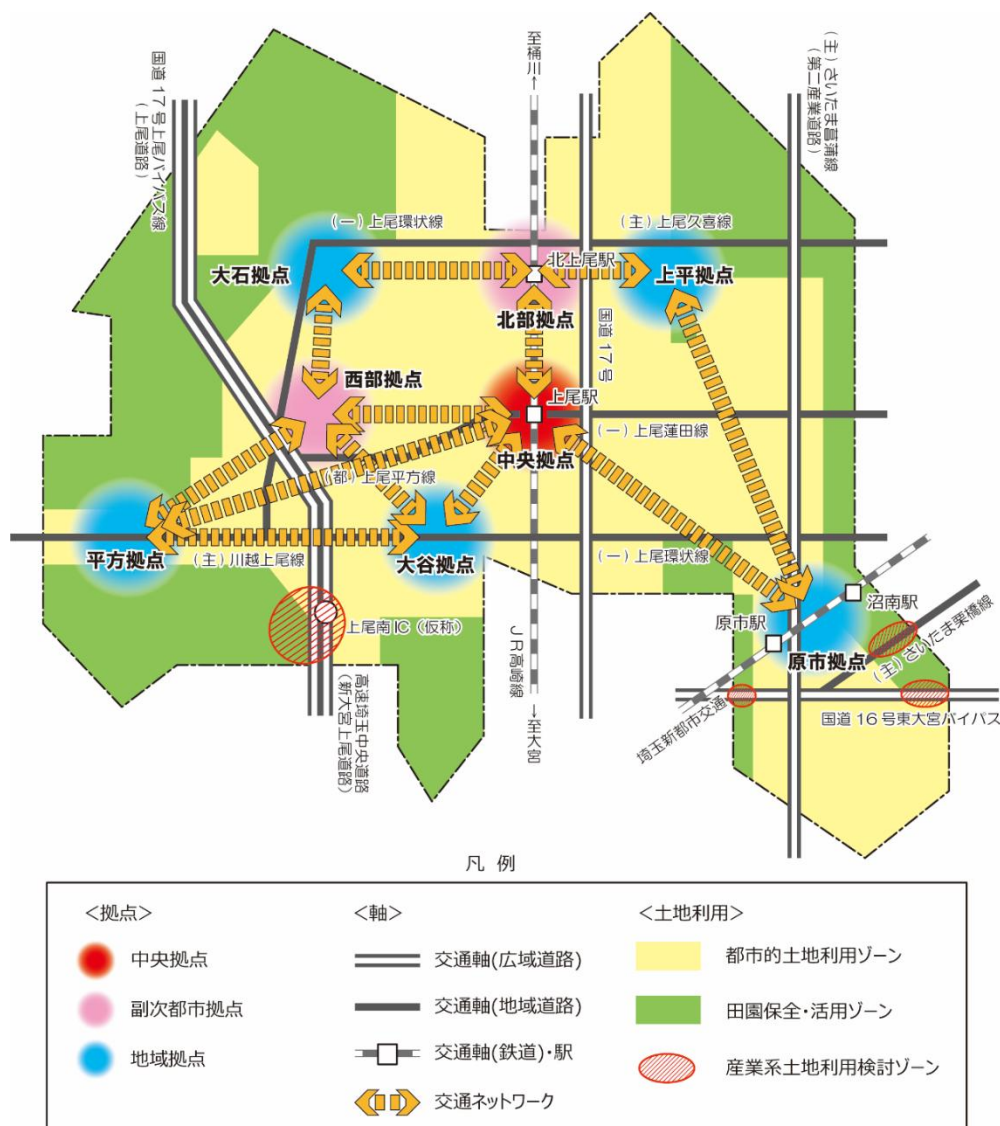 至桶川→
国道17号上尾バイパス線
(上尾道路)
(主)さいたま菖蒲線
(第二産業道路)
(一)上尾環状線
(主)上尾久喜線
大石拠点
北上尾駅
上平拠点
北部拠点
国道17号
西部拠点
上尾駅
(一)上尾蓮田線
中央拠点
(都)上尾平方線
平方拠点
(主)川越上尾線
大谷拠点
(一)上尾環状線
沼南駅
原市駅
原市拠点
(主)さいたま栗橋線
上尾南IC(仮称)
JR高崎線
→至大宮
高速埼玉中央道路
(新大宮上尾道路)
埼玉新都市交通
国道16号東大宮バイパス
凡 例
<拠点>
中央拠点
副次都市拠点
地域拠点
<軸>
交通軸(広域道路)
交通軸(地域道路)
交通軸(鉄道)・駅
交通ネットワーク
<土地利用>
都市的土地利用ゾーン
田園保全・活用ゾーン
産業系土地利用検討ゾーン